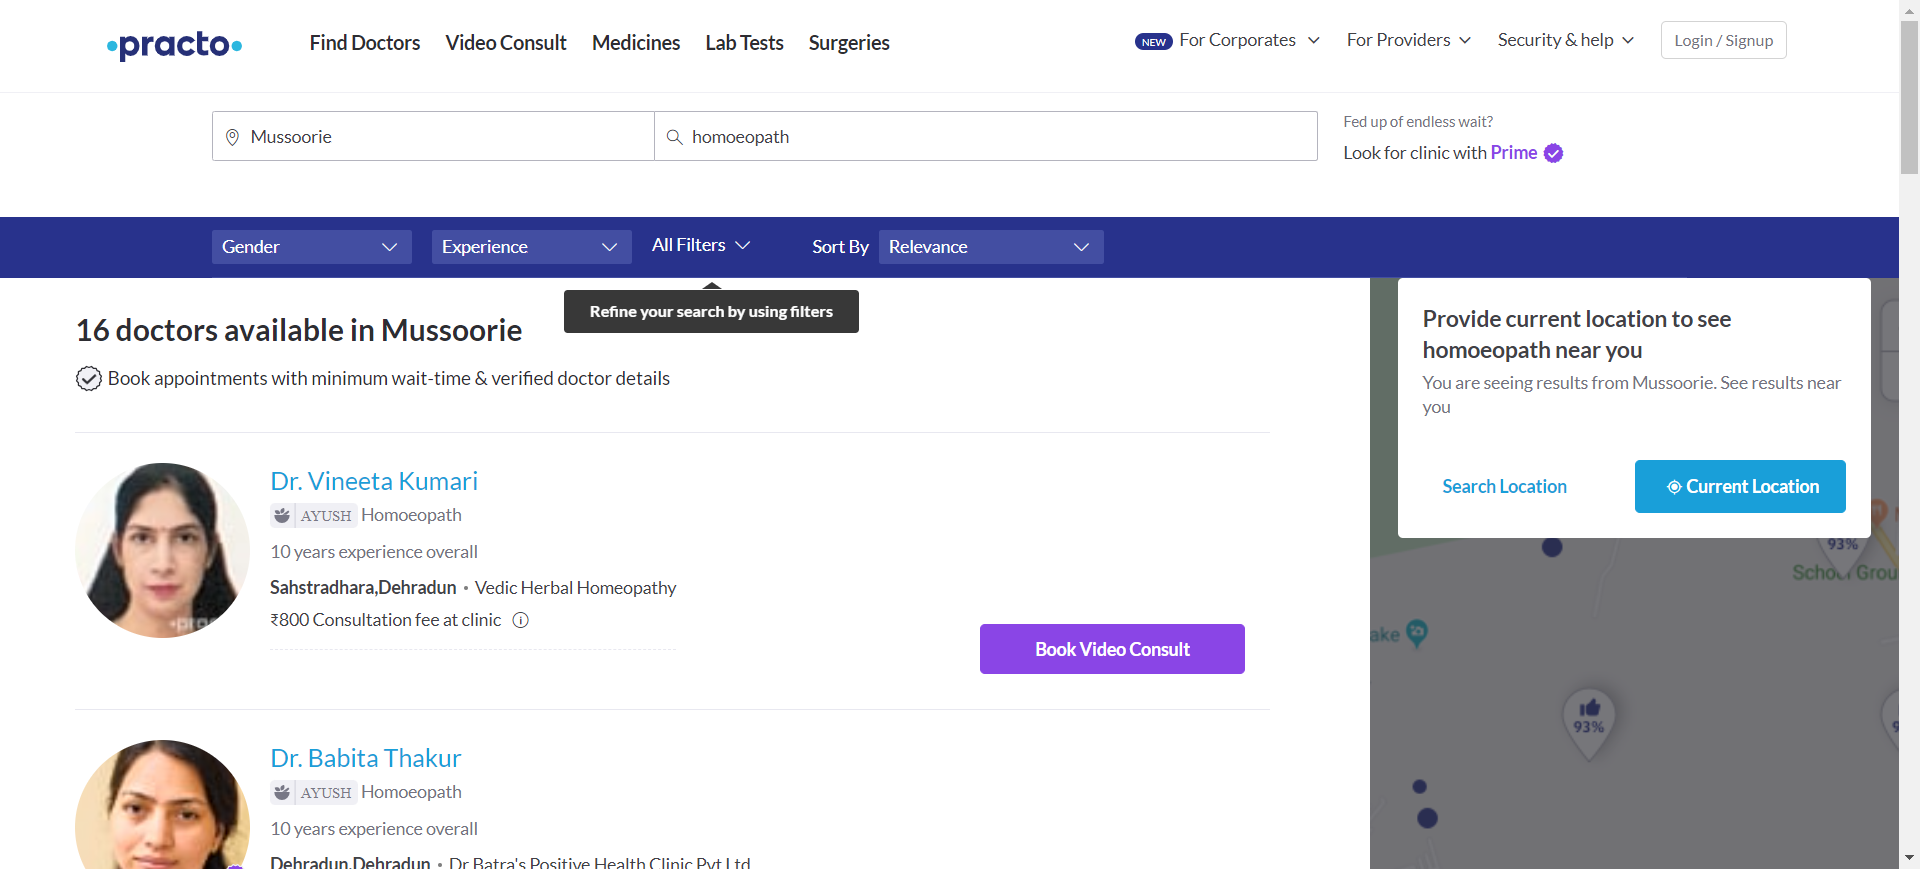 practo
Find Doctors
Video Consult
Medicines
Lab Tests
Surgeries
NEW
For Corporates
For Providers
Security & help
Login / Signup
Mussoorie
homoeopath
Fed up of endless wait?
Look for clinic with Prime
Gender
Experience
All Filters
Sort By
Relevance
Refine your search by using filters
16 doctors available in Mussoorie
Book appointments with minimum wait-time & verified doctor details
Dr. Vineeta Kumari
AYUSH Homoeopath
10 years experience overall
Sahstradhara,Dehradun • Vedic Herbal Homeopathy
₹800 Consultation fee at clinic
Book Video Consult
Dr. Babita Thakur
AYUSH Homoeopath
10 years experience overall
Dehradun,Dehradun • Dr Batra's Positive Health Clinic Pvt Ltd
Provide current location to see
homoeopath near you
You are seeing results from Mussoorie. See results near
you
Search Location
Current Location
93%
School Grou
ake
93%